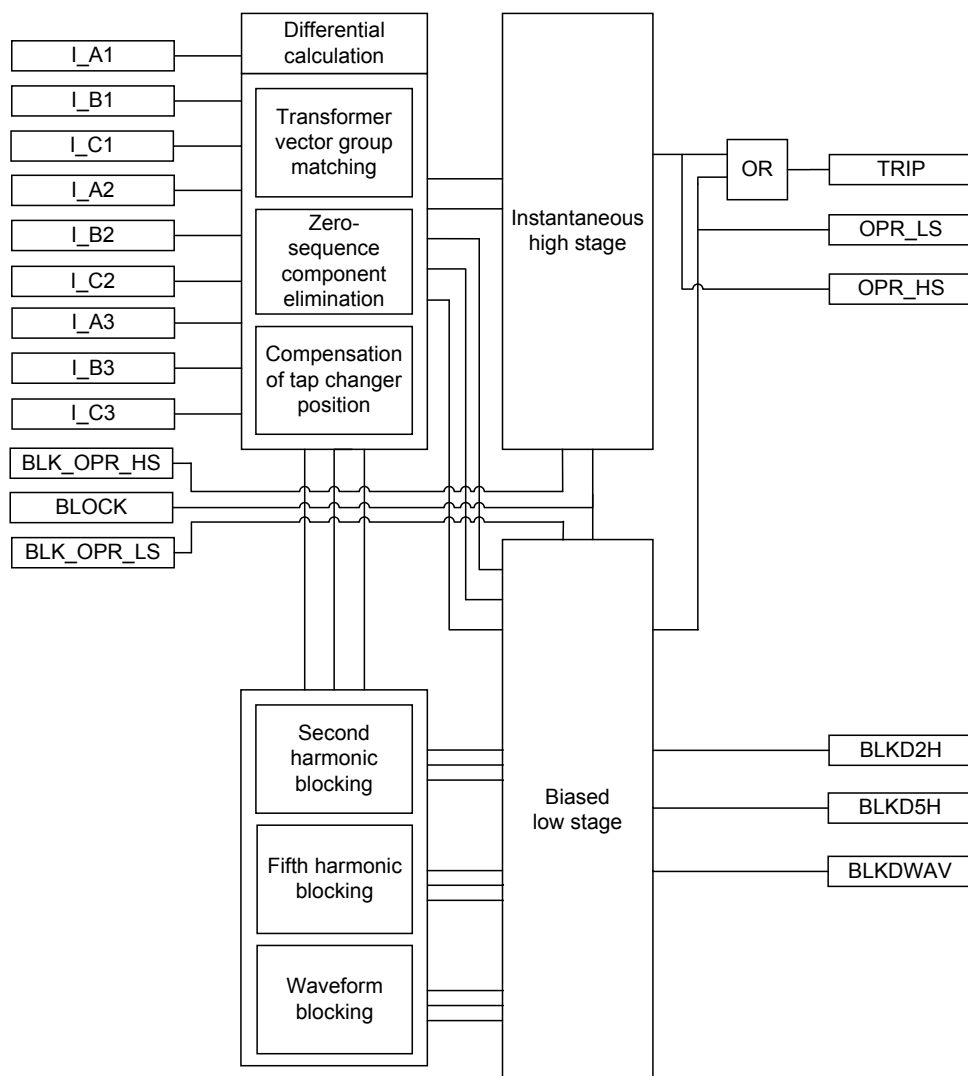 I_A1
I_B1
I_C1
I_A2
I_B2
I_C2
I_A3
I_B3
I_C3
BLK_OPR_HS
BLOCK
BLK_OPR_LS
Differential
calculation
Transformer
vector group
matching
Zero-
sequence
component
elimination
Compensation
of tap changer
position
Second
harmonic
blocking
Fifth harmonic
blocking
Waveform
blocking
Instantaneous
high stage
Biased
low stage
OR
TRIP
OPR_LS
OPR_HS
BLKD2H
BLKD5H
BLKDWAV